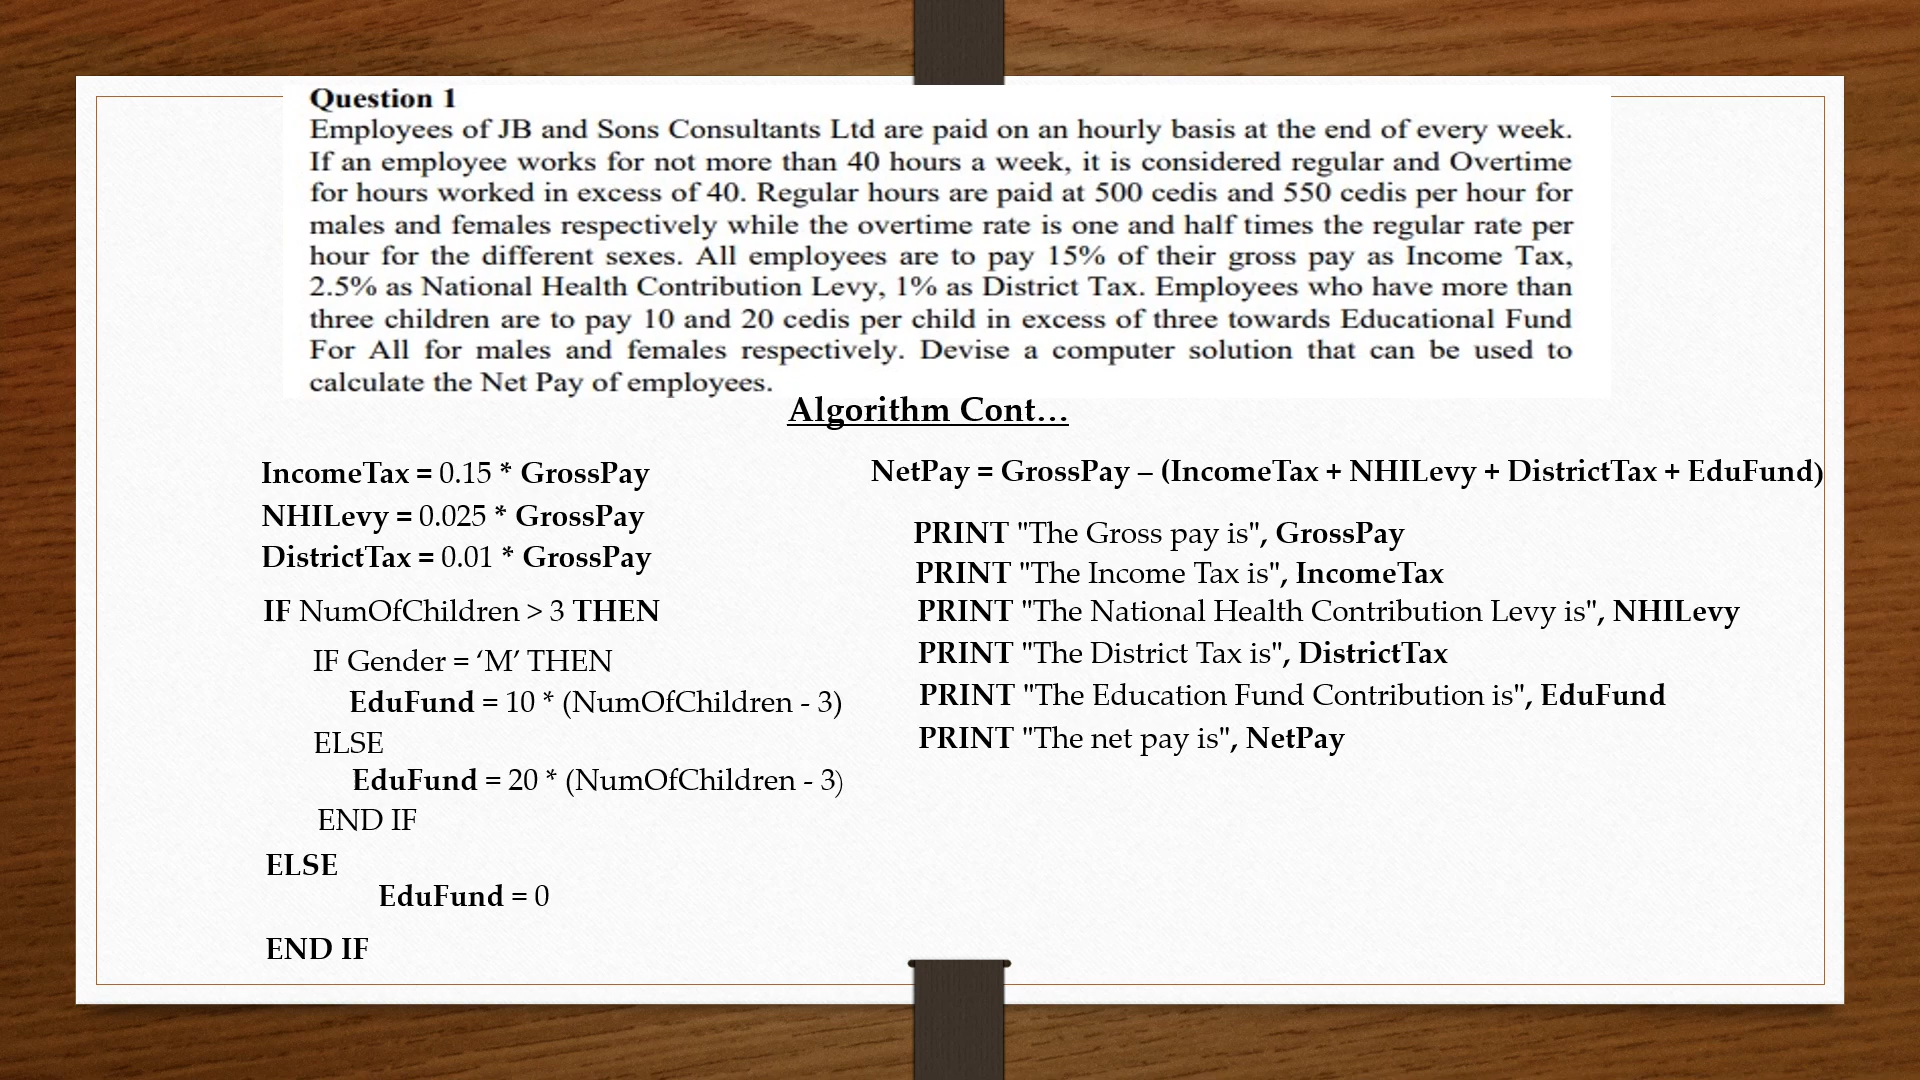 Question 1
Employees of JB and Sons Consultants Ltd are paid on an hourly basis at the end of every week.
If an employee works for not more than 40 hours a week, it is considered regular and Overtime
for hours worked in excess of 40. Regular hours are paid at 500 cedis and 550 cedis per hour for
males and females respectively while the overtime rate is one and half times the regular rate per
hour for the different sexes. All employees are to pay 15% of their gross pay as Income Tax,
2.5% as National Health Contribution Levy, 1% as District Tax. Employees who have more than
three children are to pay 10 and 20 cedis per child in excess of three towards Educational Fund
For All for males and females respectively. Devise a computer solution that can be used to
calculate the Net Pay of employees.
Algorithm Cont…
IncomeTax = 0.15 * GrossPay
NHILevy = 0.025 * GrossPay
DistrictTax = 0.01 * GrossPay
IF NumOfChildren > 3 THEN
IF Gender = ‘M’ THEN
EduFund = 10 * (NumOfChildren - 3)
ELSE
EduFund = 20 * (NumOfChildren - 3)
END IF
ELSE
EduFund = 0
END IF
NetPay = GrossPay – (IncomeTax + NHILevy + DistrictTax + EduFund)
PRINT "The Gross pay is", GrossPay
PRINT "The Income Tax is", IncomeTax
PRINT "The National Health Contribution Levy is", NHILevy
PRINT "The District Tax is", DistrictTax
PRINT "The Education Fund Contribution is", EduFund
PRINT "The net pay is", NetPay